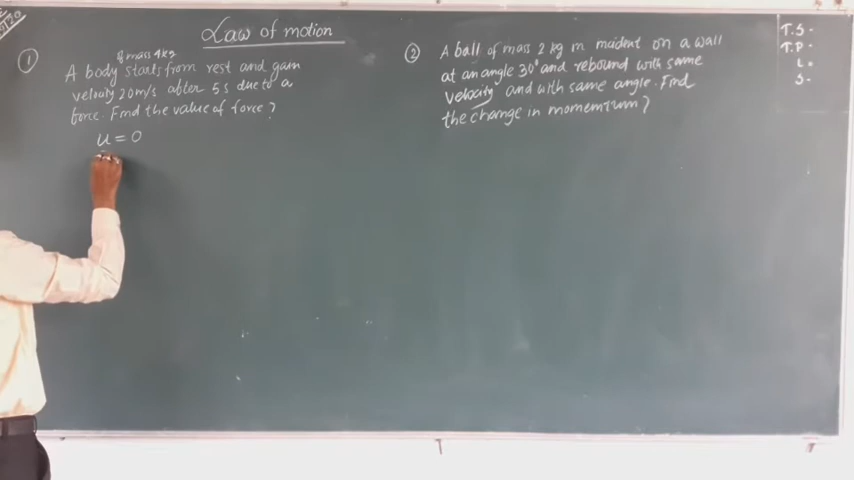 Law of motion
①
of mass 4kg
A body starts from rest and gain
velocity 20m/s after 5s due to a
force. Find the value of force ?
u = 0
②
A ball of mass 2 kg in incident on a wall
at an angle 30° and rebound with same
velocity and with same angle. Find
the change in momentum ?
T.S -
T.P -
L -
S -